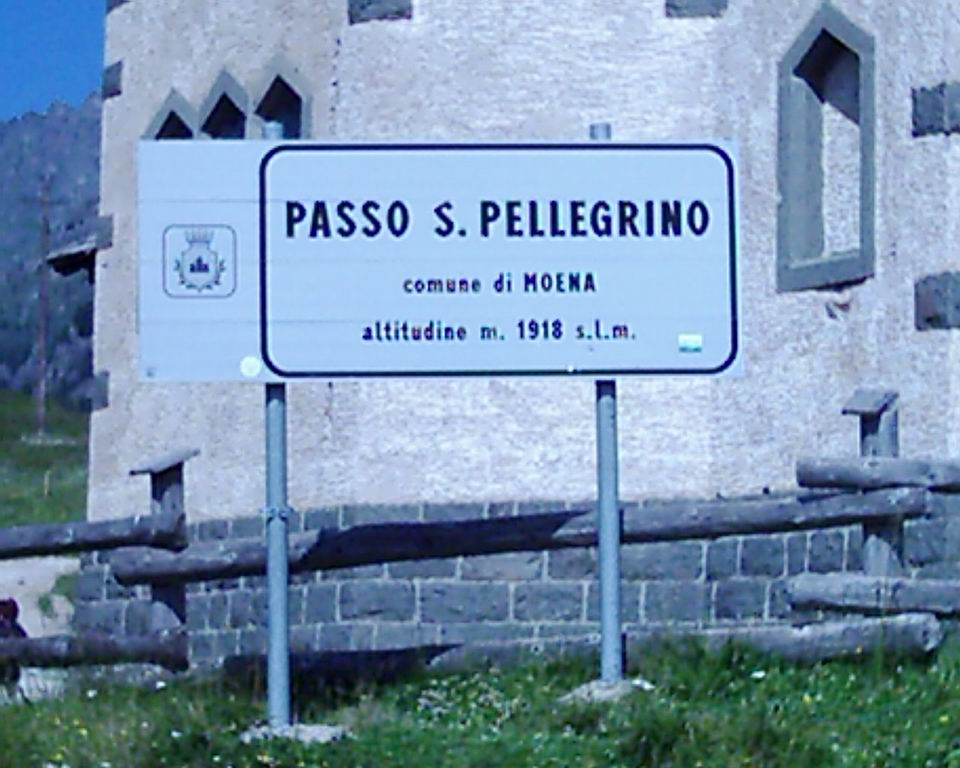 PASSO S. PELLEGRINO
comune di MOENA
altitudine m. 1918 s.l.m.